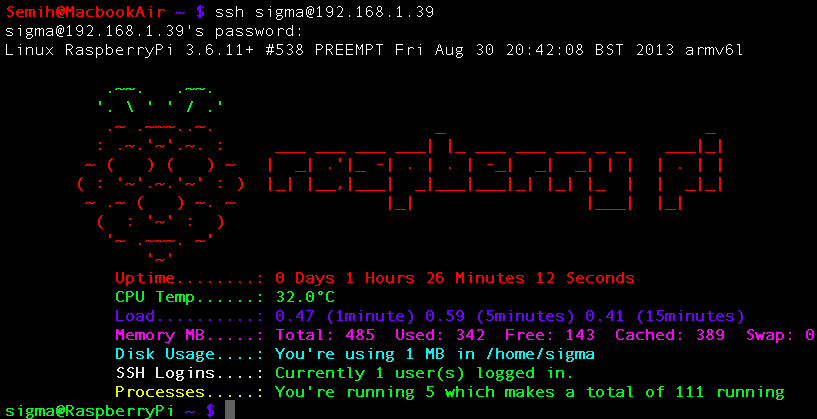 Semih@MacbookAir ~ $ ssh sigma@192.168.1.39
sigma@192.168.1.39's password:
Linux RaspberryPi 3.6.11+ #538 PREEMPT Fri Aug 30 20:42:08 BST 2013 armv6l
raspberry pi
Uptime.........: 0 Days 1 Hours 26 Minutes 12 Seconds
CPU Temp......: 32.0°C
Load...........: 0.47 (1minute) 0.59 (5minutes) 0.41 (15minutes)
Memory MB.....: Total: 485  Used: 342  Free: 143  Cached: 389  Swap: 0
Disk Usage....: You're using 1 MB in /home/sigma
SSH Logins....: Currently 1 user(s) logged in.
Processes.....: You're running 5 which makes a total of 111 running
sigma@RaspberryPi ~ $